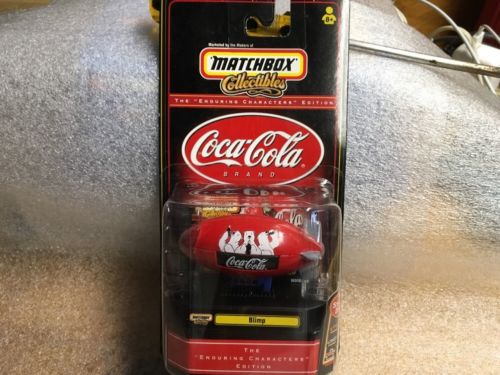 8+
Marketed by the Makers of
MATCHBOX
Collectibles
THE "ENDURING CHARACTERS" EDITION
Coca-Cola
BRAND
Coca-Cola
MATCHBOX
Blimp
THE
"ENDURING CHARACTERS"
EDITION